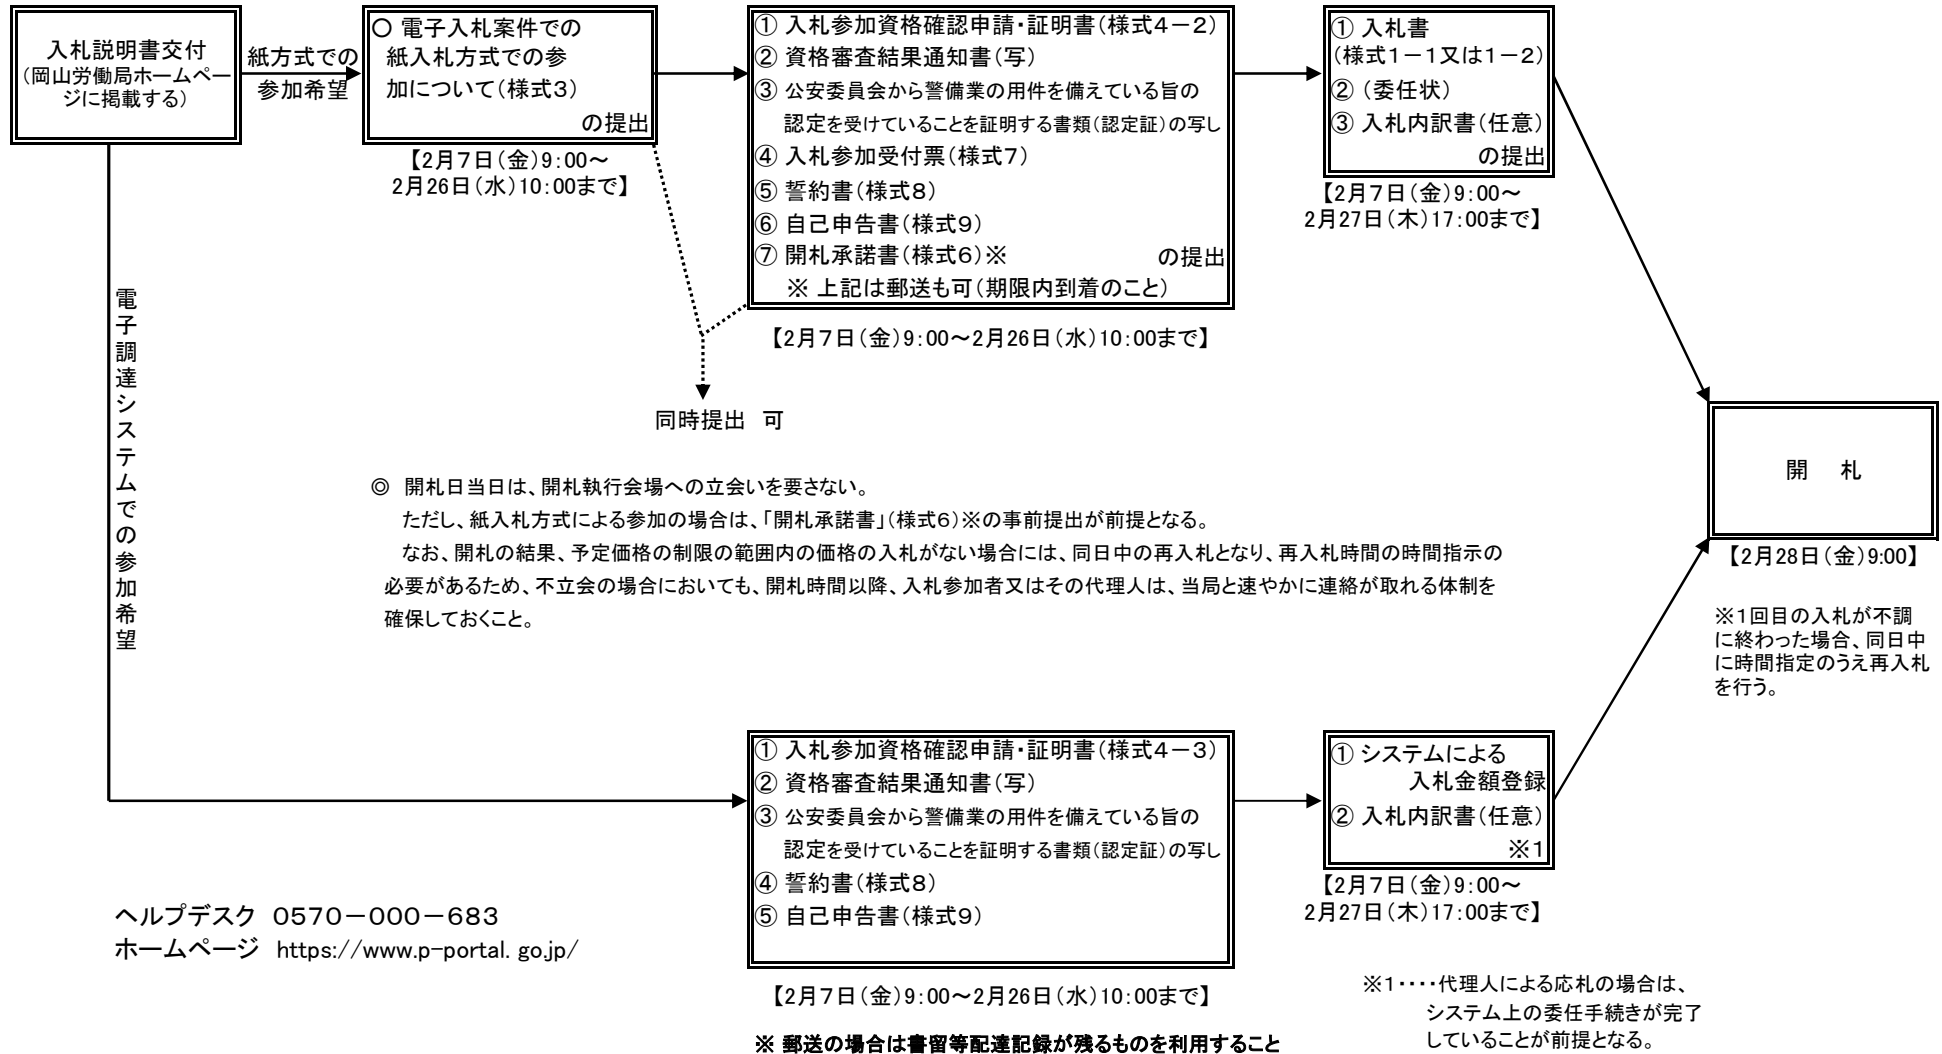 入札説明書交付
（岡山労働局ホームペー
ジに掲載する）
紙方式での
参加希望
○ 電子入札案件での
紙入札方式での参
加について（様式3）
の提出
【2月7日（金）9:00～
2月26日（水）10:00まで】
① 入札参加資格確認申請・証明書（様式4－2）
② 資格審査結果通知書（写）
③ 公安委員会から警備業の用件を備えている旨の
認定を受けていることを証明する書類（認定証）の写し
④ 入札参加受付票（様式7）
⑤ 誓約書（様式8）
⑥ 自己申告書（様式9）
⑦ 開札承諾書（様式6）※ の提出
※ 上記は郵送も可（期限内到着のこと）
【2月7日（金）9:00～2月26日（水）10:00まで】
① 入札書
（様式1－1又は1－2）
② （委任状）
③ 入札内訳書（任意）
の提出
【2月7日（金）9:00～
2月27日（木）17:00まで】
同時提出 可
電子調達システムでの参加希望
◎ 開札日当日は、開札執行会場への立会いを要さない。
ただし、紙入札方式による参加の場合は、「開札承諾書」（様式6）※の事前提出が前提となる。
なお、開札の結果、予定価格の制限の範囲内の価格の入札がない場合には、同日中の再入札となり、再入札時間の時間指示の
必要があるため、不立会の場合においても、開札時間以降、入札参加者又はその代理人は、当局と速やかに連絡が取れる体制を
確保しておくこと。
開 札
【2月28日（金）9:00】
※1回目の入札が不調
に終わった場合、同日中
に時間指定のうえ再入札
を行う。
① 入札参加資格確認申請・証明書（様式4－3）
② 資格審査結果通知書（写）
③ 公安委員会から警備業の用件を備えている旨の
認定を受けていることを証明する書類（認定証）の写し
④ 誓約書（様式8）
⑤ 自己申告書（様式9）
【2月7日（金）9:00～2月26日（水）10:00まで】
※ 郵送の場合は書留等配達記録が残るものを利用すること
① システムによる
入札金額登録
② 入札内訳書（任意）
※1
【2月7日（金）9:00～
2月27日（木）17:00まで】
※1・・・・代理人による応札の場合は、
システム上の委任手続きが完了
していることが前提となる。
ヘルプデスク 0570－000－683
ホームページ https://www.p-portal. go.jp/